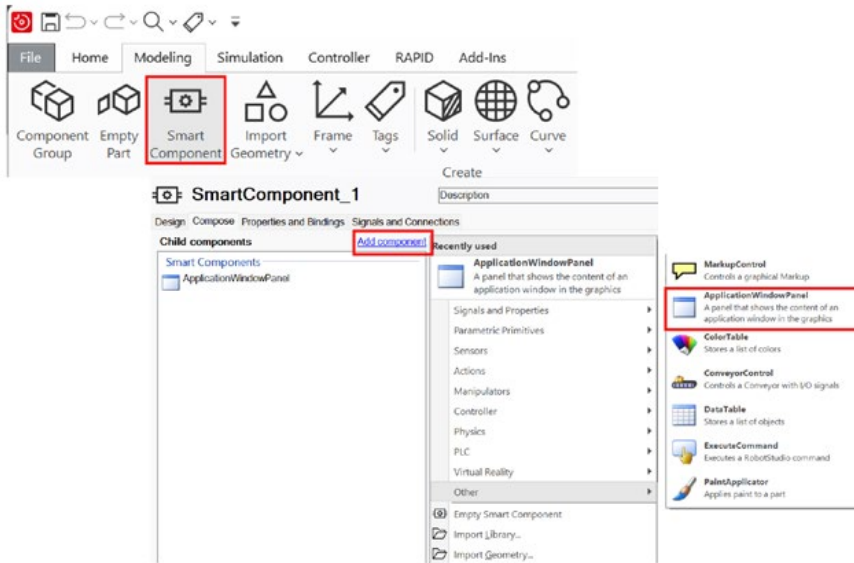 File Home Modeling Simulation Controller RAPID Add-Ins
Component Empty Smart Import Frame Tags Solid Surface Curve
Group Part Component Geometry
Create
SmartComponent_1 Description
Design Compose Properties and Bindings Signals and Connections
Child components Add component
Smart Components
ApplicationWindowPanel
Recently used
ApplicationWindowPanel
A panel that shows the content of an
application window in the graphics
Signals and Properties
Parametric Primitives
Sensors
Actions
Manipulators
Controller
Physics
PLC
Virtual Reality
Other
Empty Smart Component
Import Library...
Import Geometry...
MarkupControl
Controls a graphical Markup
ApplicationWindowPanel
A panel that shows the content of an
application window in the graphics
ColorTable
Stores a list of colors
ConveyorControl
Controls a Conveyor with I/O signals
DataTable
Stores a list of objects
ExecuteCommand
Executes a RobotStudio command
PaintApplicator
Applies paint to a part